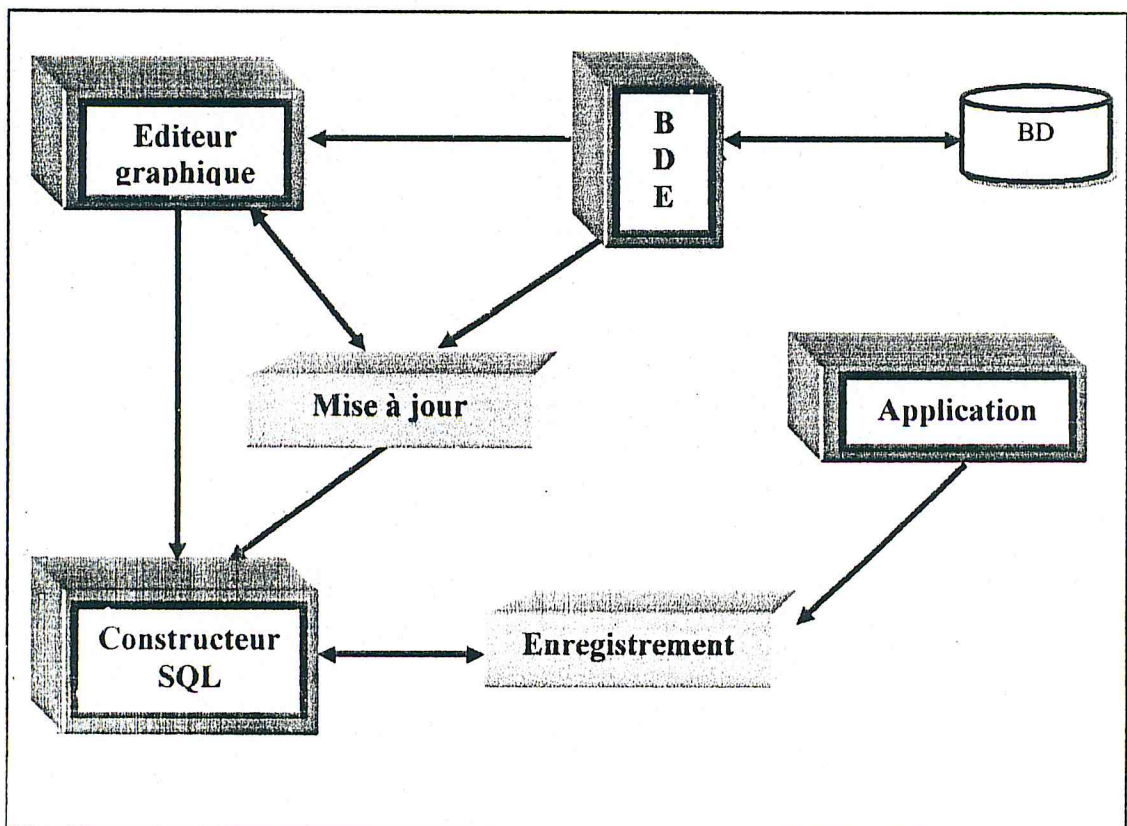 Editeur
graphique
B
D
E
BD
Mise à jour
Application
Constructeur
SQL
Enregistrement